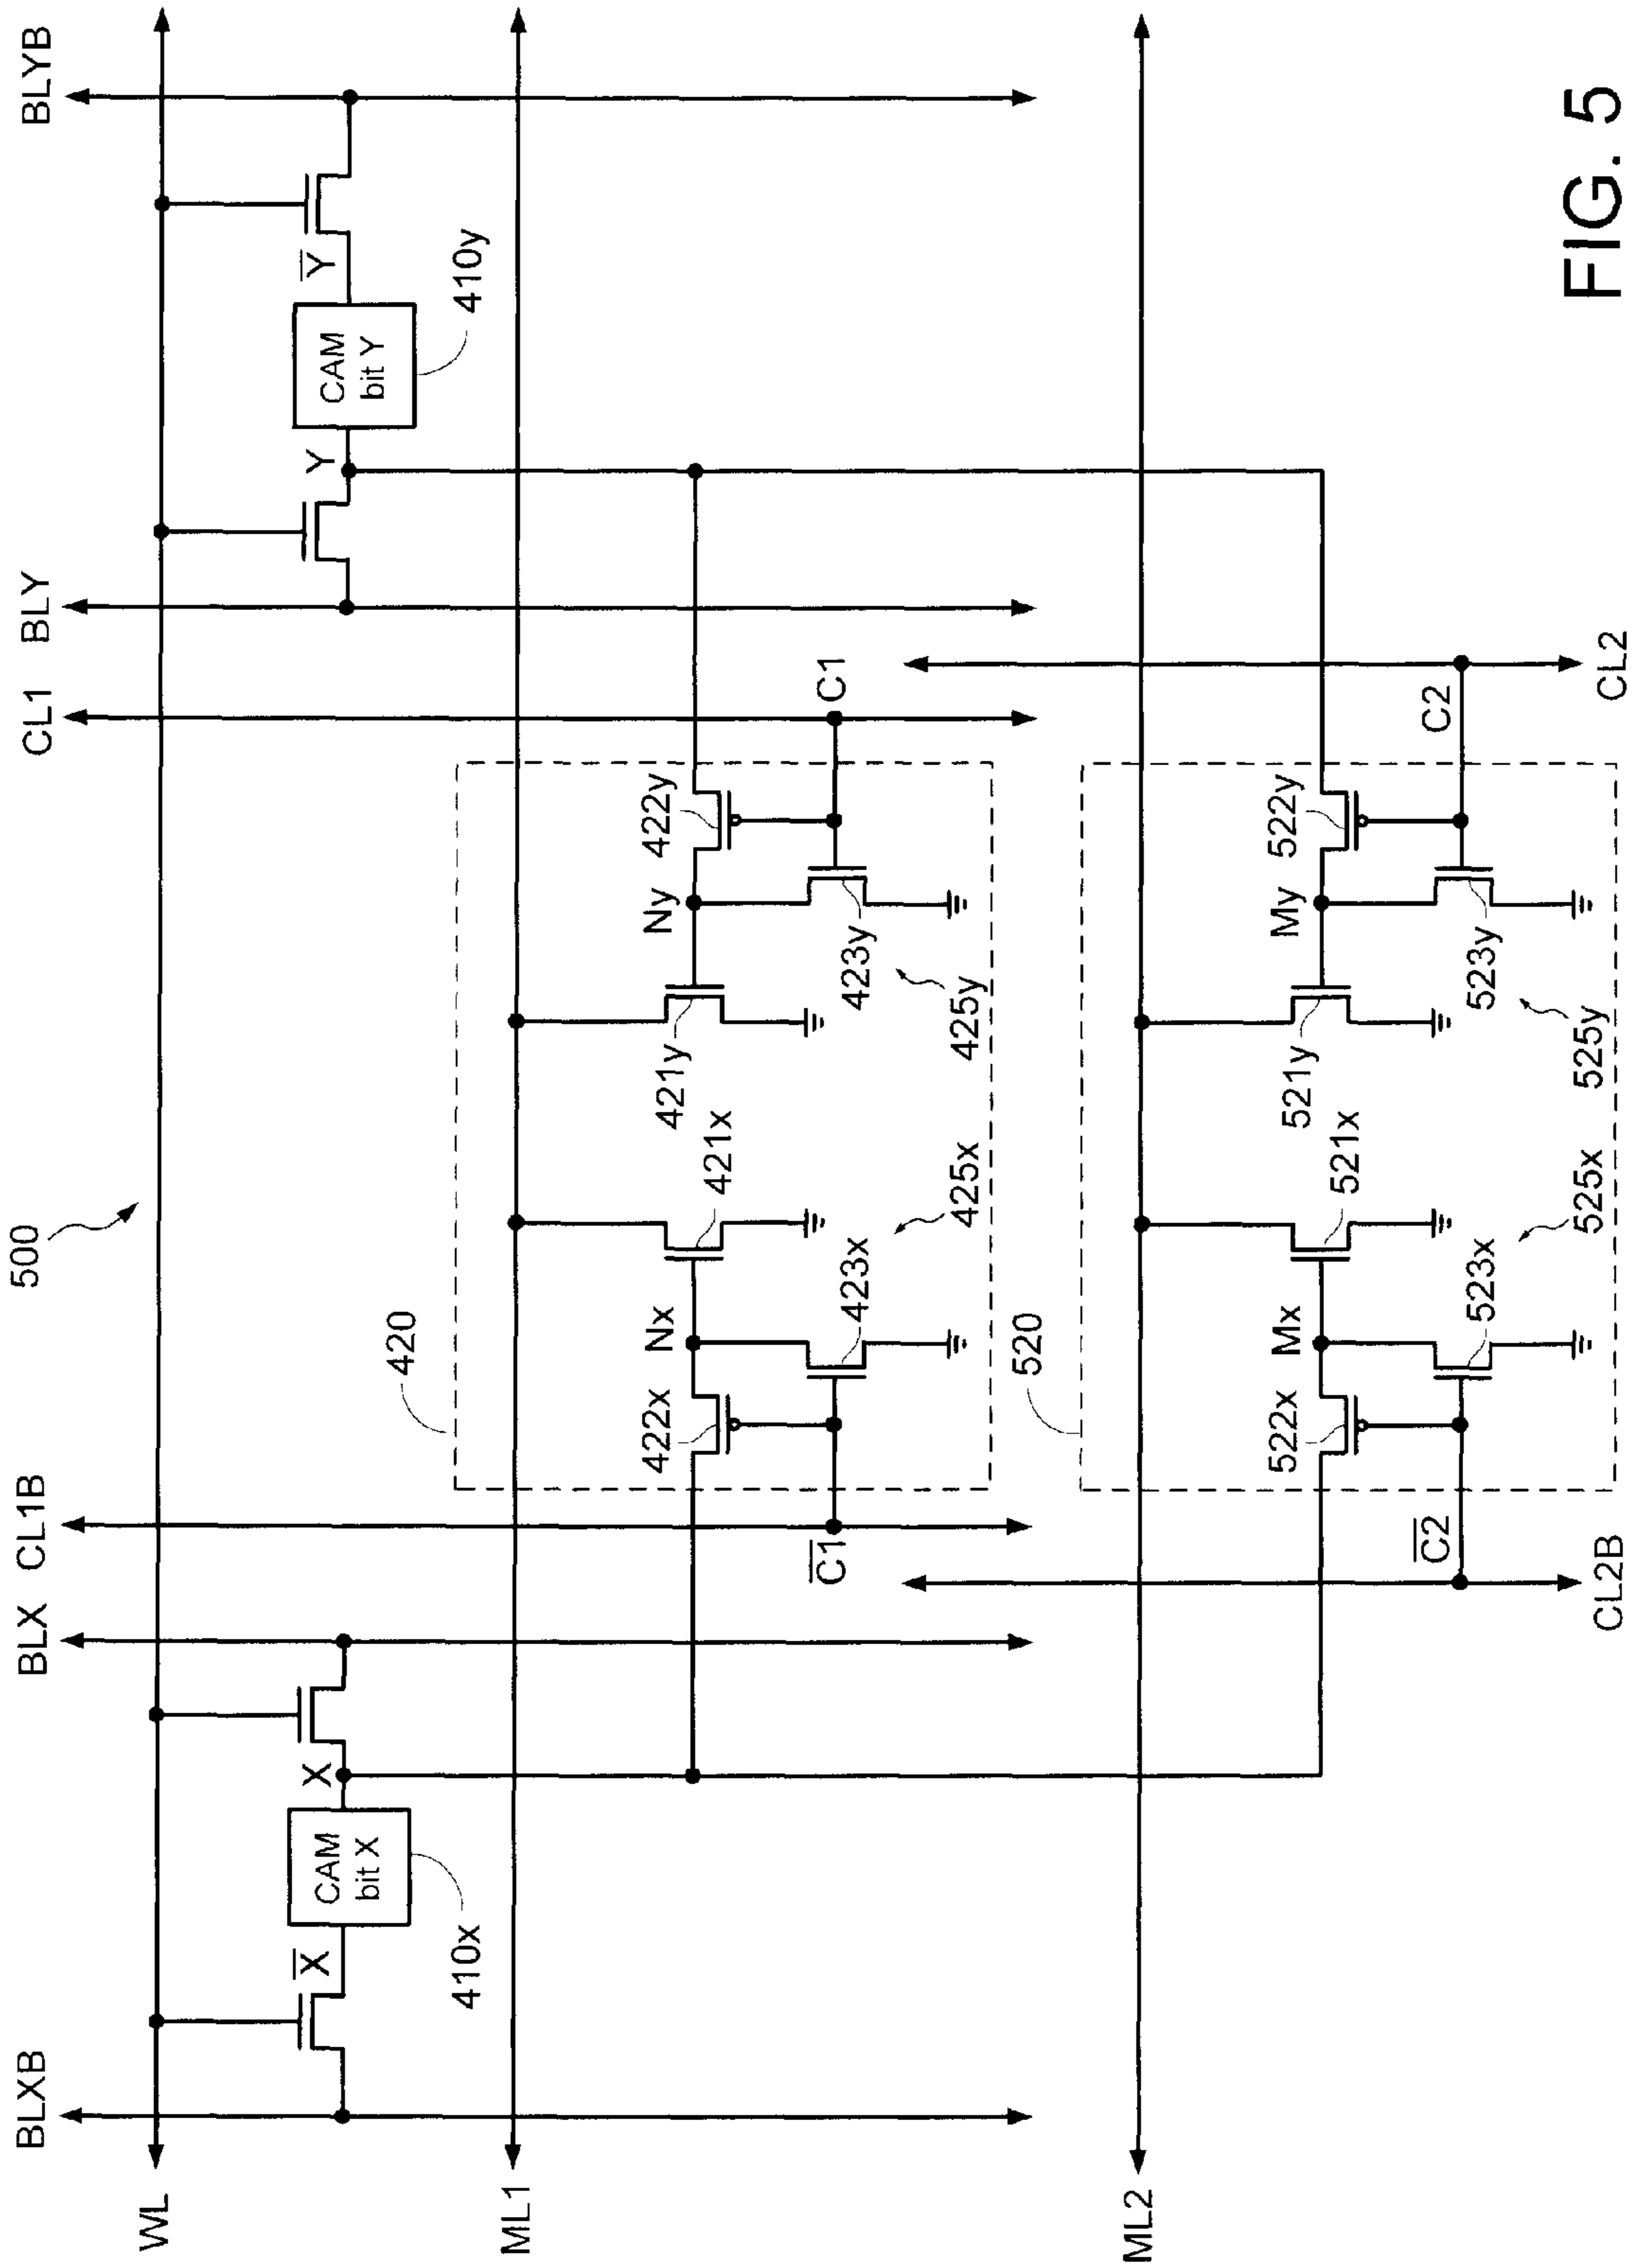 500
BLXB
BLX
CL1B
CL1
BLY
BLYB
WL
X̅
CAM
bit X
X
Y
CAM
bit Y
Y̅
410x
410y
ML1
420
422x
Nx
421x
421y
Ny
422y
C̅1̅
423x
425x
425y
423y
C1
ML2
520
522x
Mx
521x
521y
My
522y
C̅2̅
523x
525x
525y
523y
C2
CL2B
CL2
FIG. 5